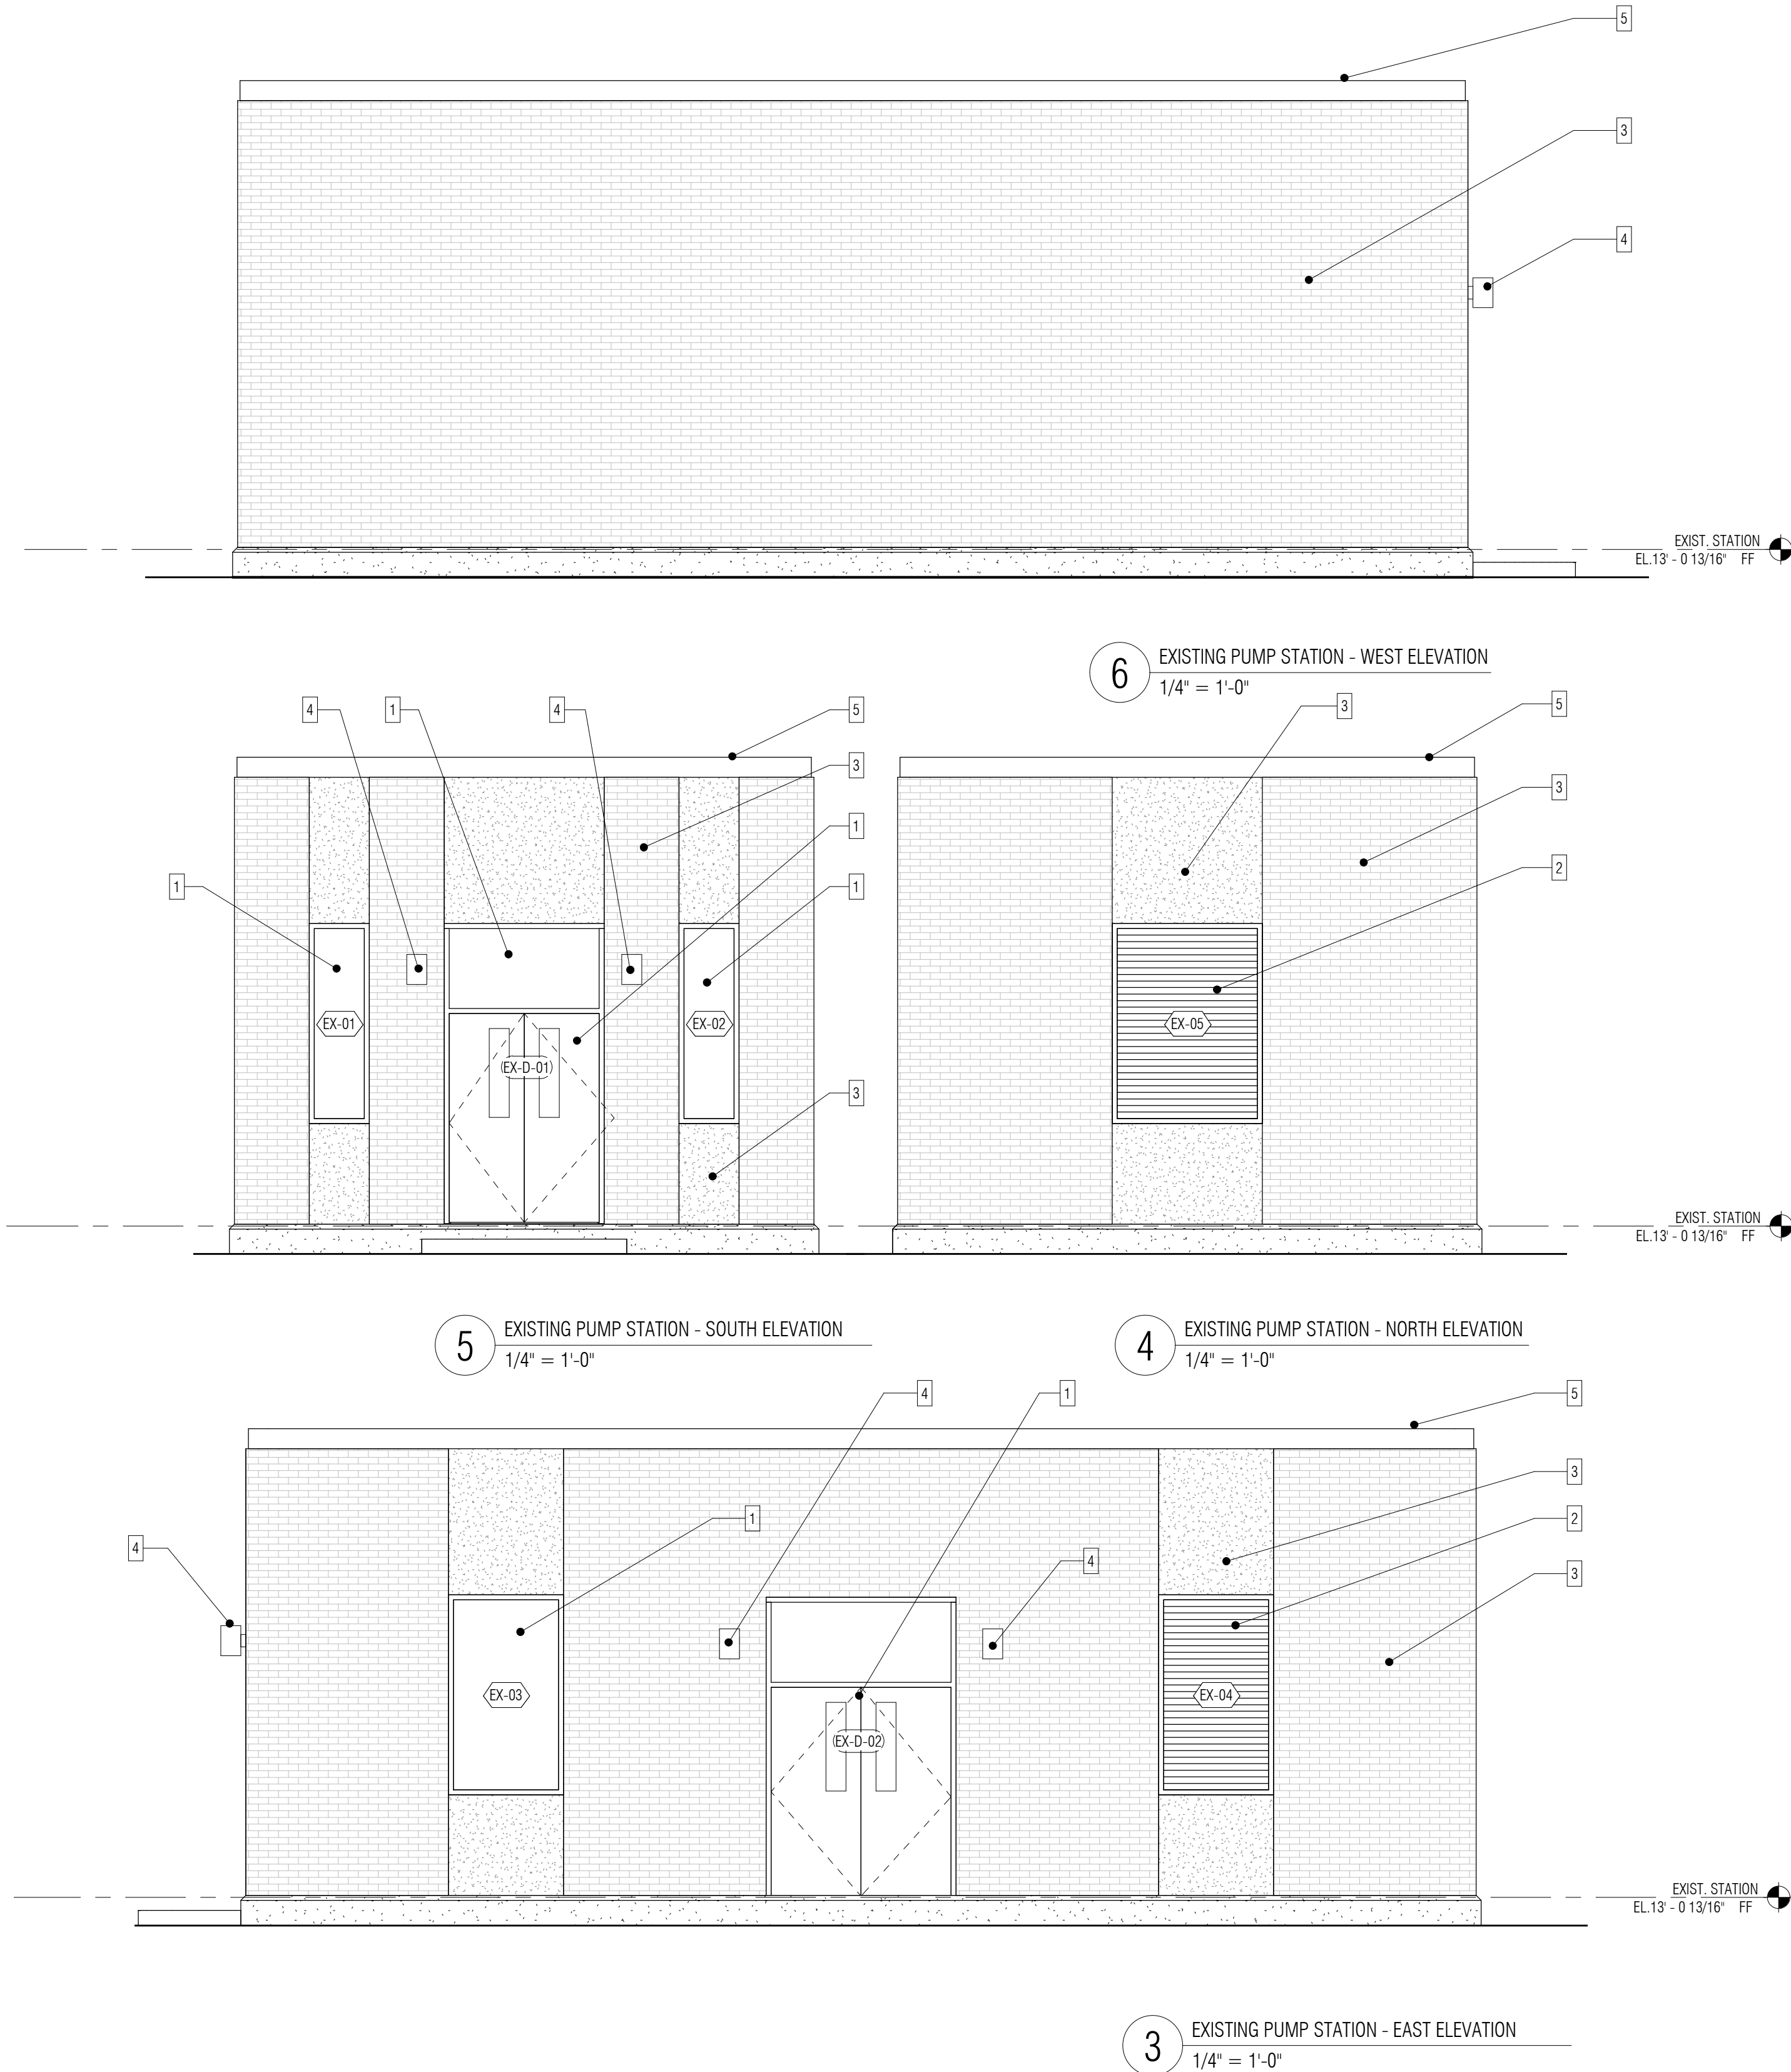 5
3
4
EXIST. STATION
EL.13' - 0 13/16" FF
6
EXISTING PUMP STATION - WEST ELEVATION
1/4" = 1'-0"
4
1
4
5
3
1
1
1
3
EX-01
EX-02
EX-D-01
3
5
3
2
EX-05
EXIST. STATION
EL.13' - 0 13/16" FF
5
EXISTING PUMP STATION - SOUTH ELEVATION
1/4" = 1'-0"
4
EXISTING PUMP STATION - NORTH ELEVATION
1/4" = 1'-0"
4
1
5
3
1
2
4
4
3
EX-03
EX-04
EX-D-02
EXIST. STATION
EL.13' - 0 13/16" FF
3
EXISTING PUMP STATION - EAST ELEVATION
1/4" = 1'-0"